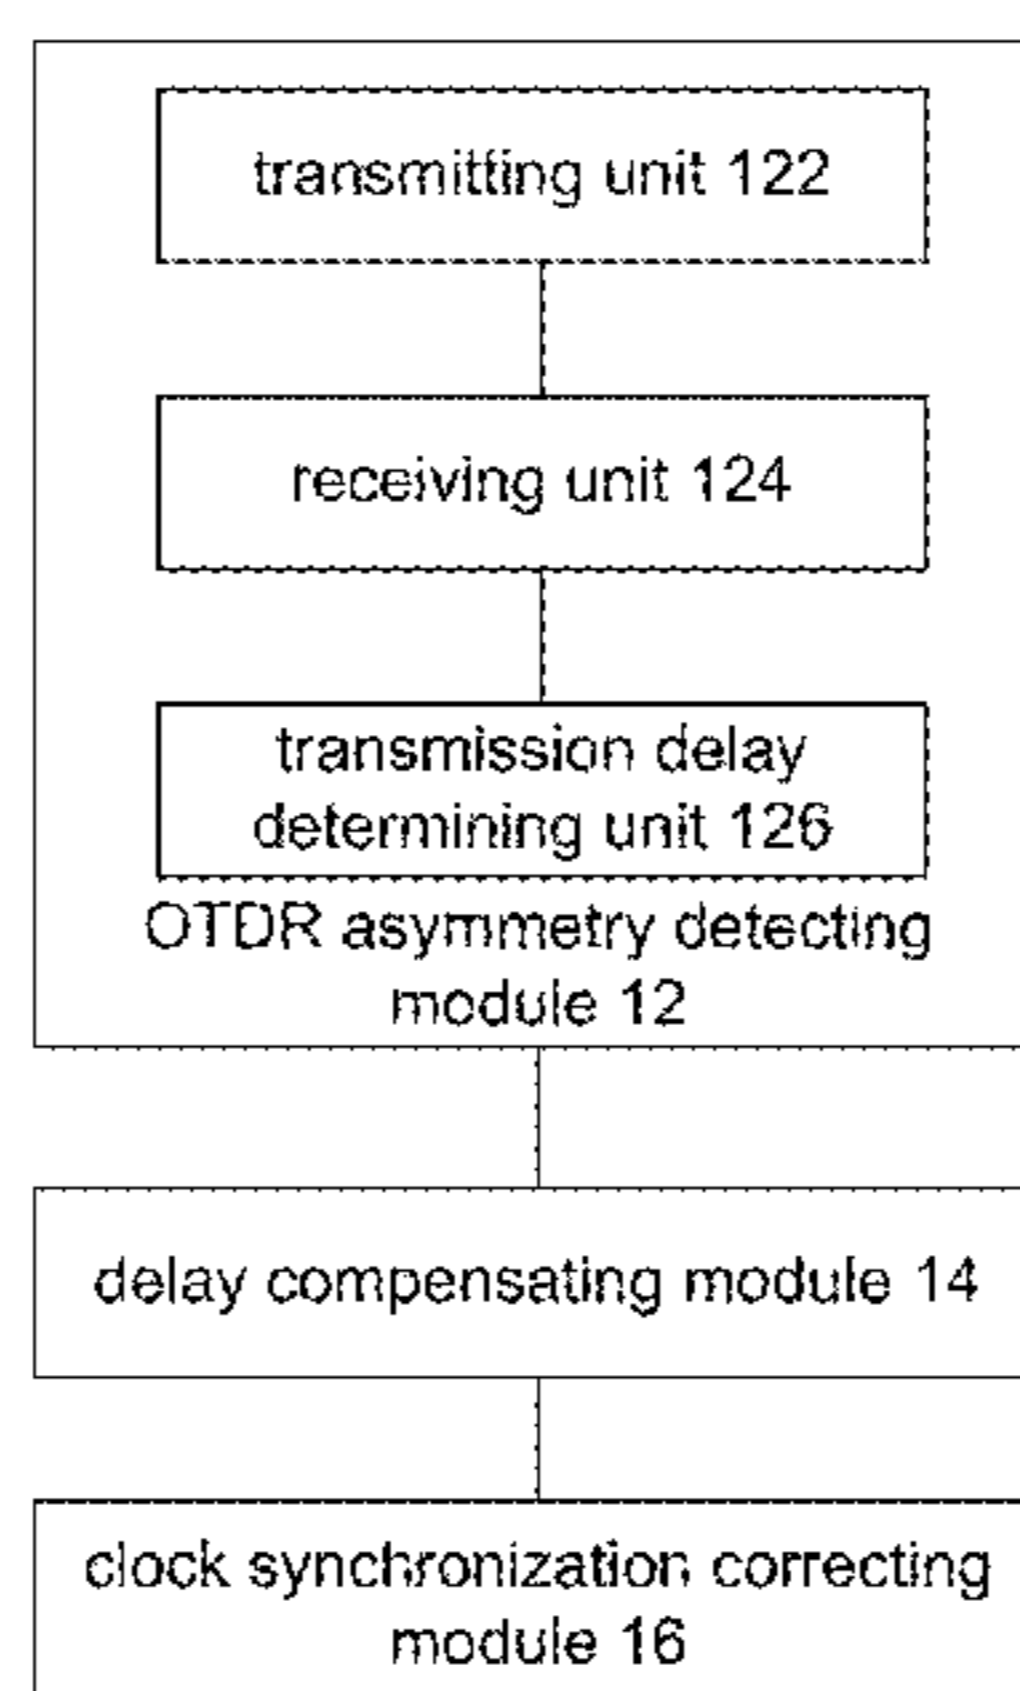 transmitting unit 122
receiving unit 124
transmission delay
determining unit 126
OTDR asymmetry detecting
module 12
delay compensating module 14
clock synchronization correcting
module 16